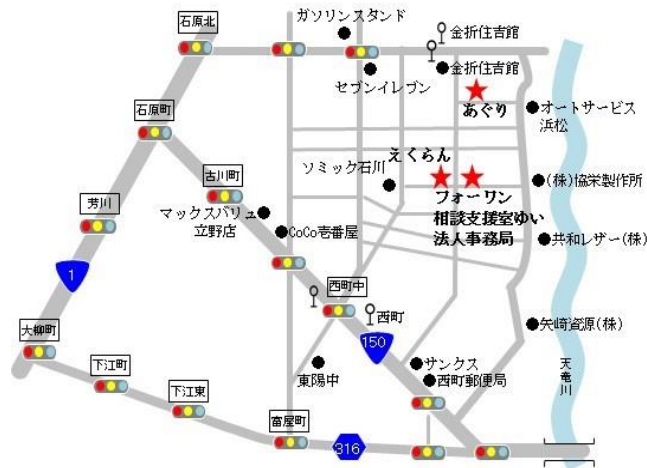 石原北
ガソリンスタンド
金折住吉館
金折住吉館
セブンイレブン
あぐり
オートサービス
浜松
石原町
えくらん
ソミック石川
(株)協栄製作所
古川町
フォーワン
相談支援室ゆい
法人事務局
マックスバリュ
立野店
CoCo壱番屋
芳川
共和レザー(株)
1
西町中
西町
150
矢崎資源(株)
大柳町
下江町
下江東
東陽中
サンクス
西町郵便局
天竜川
富屋町
316